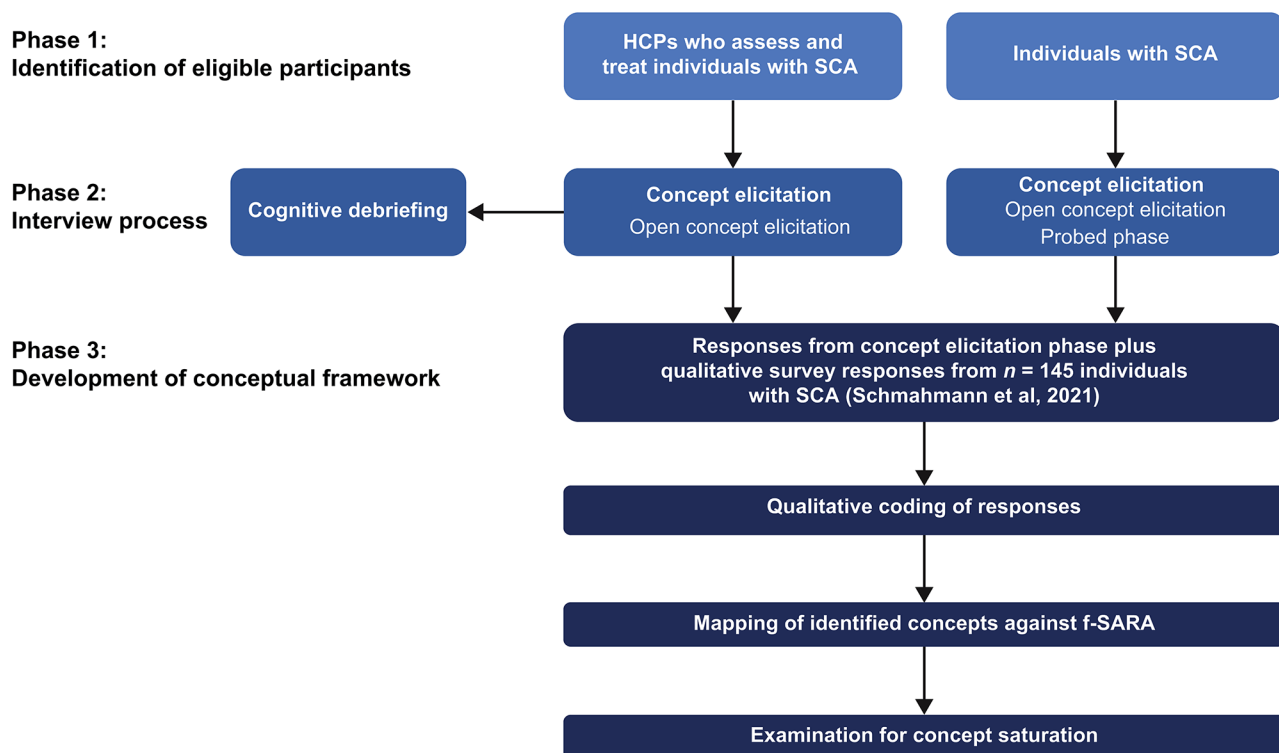 Phase 1:
Identification of eligible participants
HCPs who assess and
treat individuals with SCA
Individuals with SCA
Phase 2:
Interview process
Cognitive debriefing
Concept elicitation
Open concept elicitation
Concept elicitation
Open concept elicitation
Probed phase
Phase 3:
Development of conceptual framework
Responses from concept elicitation phase plus
qualitative survey responses from n = 145 individuals
with SCA (Schmahmann et al, 2021)
Qualitative coding of responses
Mapping of identified concepts against f-SARA
Examination for concept saturation